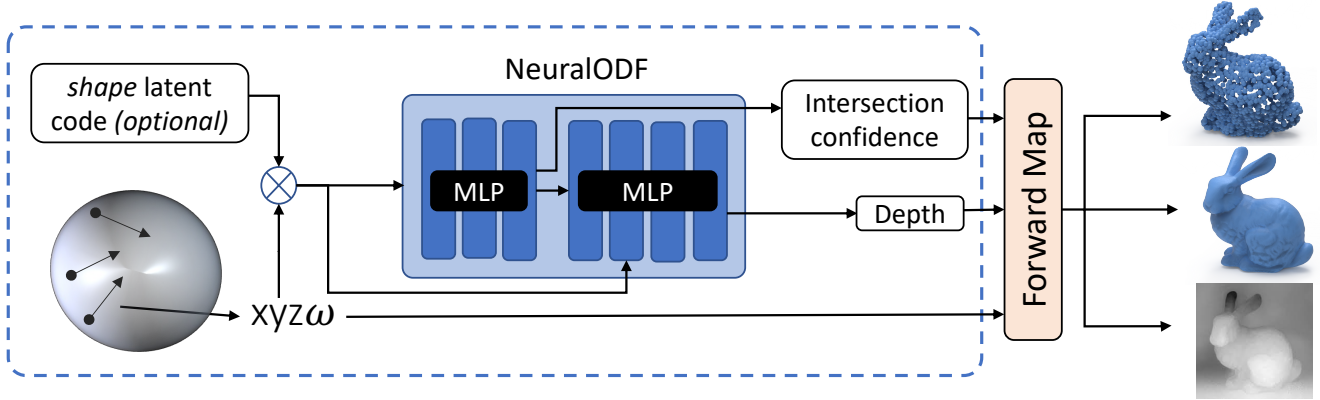 NeuralODF
shape latent
code (optional)
MLP
MLP
Intersection
confidence
Depth
xyzω
Forward Map